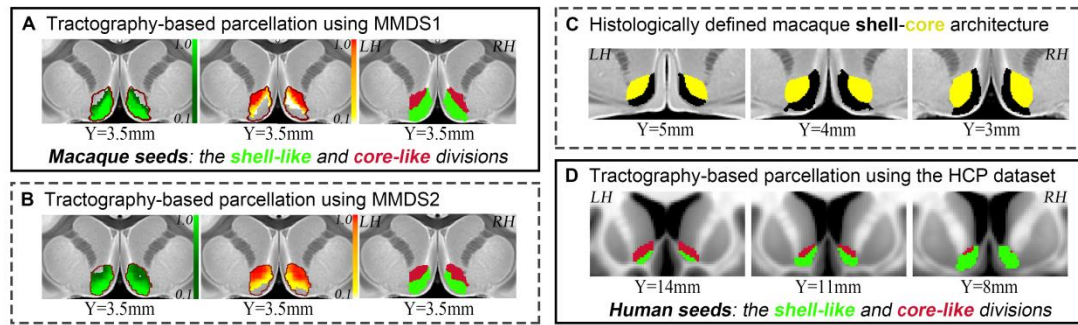 A Tractography-based parcellation using MMDS1
1.0 1.0 LH RH
0.1 0.1
Y=3.5mm Y=3.5mm Y=3.5mm
Macaque seeds: the shell-like and core-like divisions
B Tractography-based parcellation using MMDS2
1.0 1.0 LH RH
0.1 0.1
Y=3.5mm Y=3.5mm Y=3.5mm
C Histologically defined macaque shell-core architecture
LH RH
Y=5mm Y=4mm Y=3mm
D Tractography-based parcellation using the HCP dataset
LH RH
Y=14mm Y=11mm Y=8mm
Human seeds: the shell-like and core-like divisions